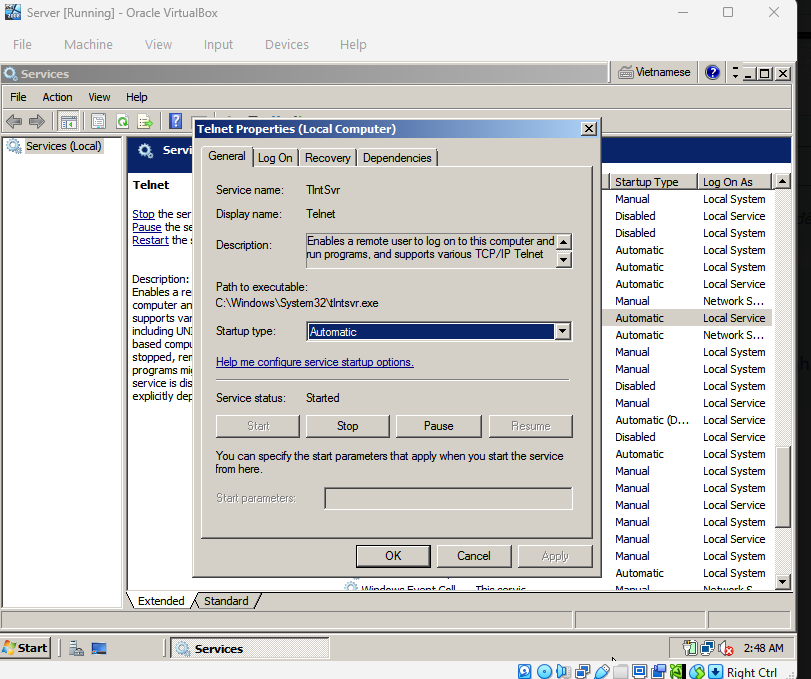 Server [Running] - Oracle VirtualBox
File Machine View Input Devices Help
Services
Vietnamese
File Action View Help
Services (Local)
Telnet
Stop the ser
Pause the se
Restart the s
Description:
Enables a re
computer an
supports var
including UNI
based compu
stopped, rem
programs mig
service is dis
explicitly dep
Telnet Properties (Local Computer)
General Log On Recovery Dependencies
Service name: TlntSvr
Display name: Telnet
Description: Enables a remote user to log on to this computer and
run programs, and supports various TCP/IP Telnet
Path to executable:
C:\Windows\System32\tlntsvr.exe
Startup type: Automatic
Help me configure service startup options.
Service status: Started
Start Stop Pause Resume
You can specify the start parameters that apply when you start the service
from here.
Start parameters:
OK Cancel Apply
Startup Type Log On As
Manual Local System
Disabled Local Service
Disabled Local System
Automatic Local System
Automatic Local System
Automatic Local Service
Manual Network S...
Automatic Local Service
Automatic Network S...
Manual Local System
Manual Local System
Disabled Local System
Manual Local Service
Automatic (D... Local Service
Disabled Local Service
Automatic Local System
Manual Local System
Manual Local System
Manual Local Service
Manual Local System
Manual Local Service
Manual Local System
Automatic Local System
Windows Event Coll... This servic...
Manual Network S...
Extended Standard
Start Services 2:48 AM
Right Ctrl